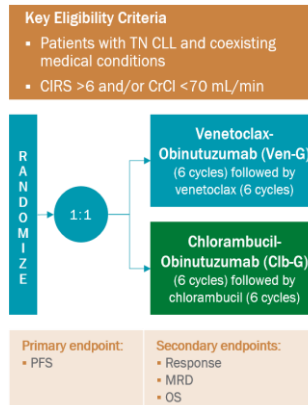 Key Eligibility Criteria
▪ Patients with TN CLL and coexisting
medical conditions
▪ CIRS >6 and/or CrCl <70 mL/min
RANDOMIZE
1:1
Venetoclax-
Obinutuzumab (Ven-G)
(6 cycles) followed by
venetoclax (6 cycles)
Chlorambucil-
Obinutuzumab (Clb-G)
(6 cycles) followed by
chlorambucil (6 cycles)
Primary endpoint:
▪ PFS
Secondary endpoints:
▪ Response
▪ MRD
▪ OS